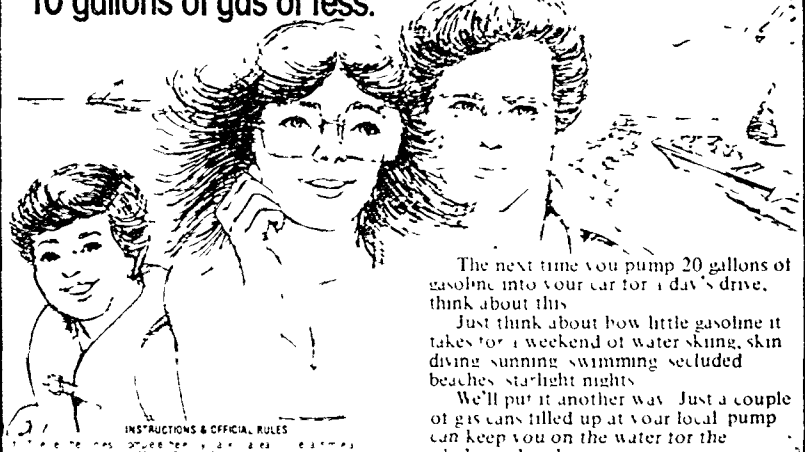 10 gallons of gas or less.
The next time you pump 20 gallons of
gasoline into your car for a day's drive,
think about this
Just think about how little gasoline it
takes for a weekend of water skiing, skin
diving sunning swimming secluded
beaches starlight nights
We'll put it another way Just a couple
of gas cans filled up at your local pump
can keep you on the water for the
INSTRUCTIONS & OFFICIAL RULES